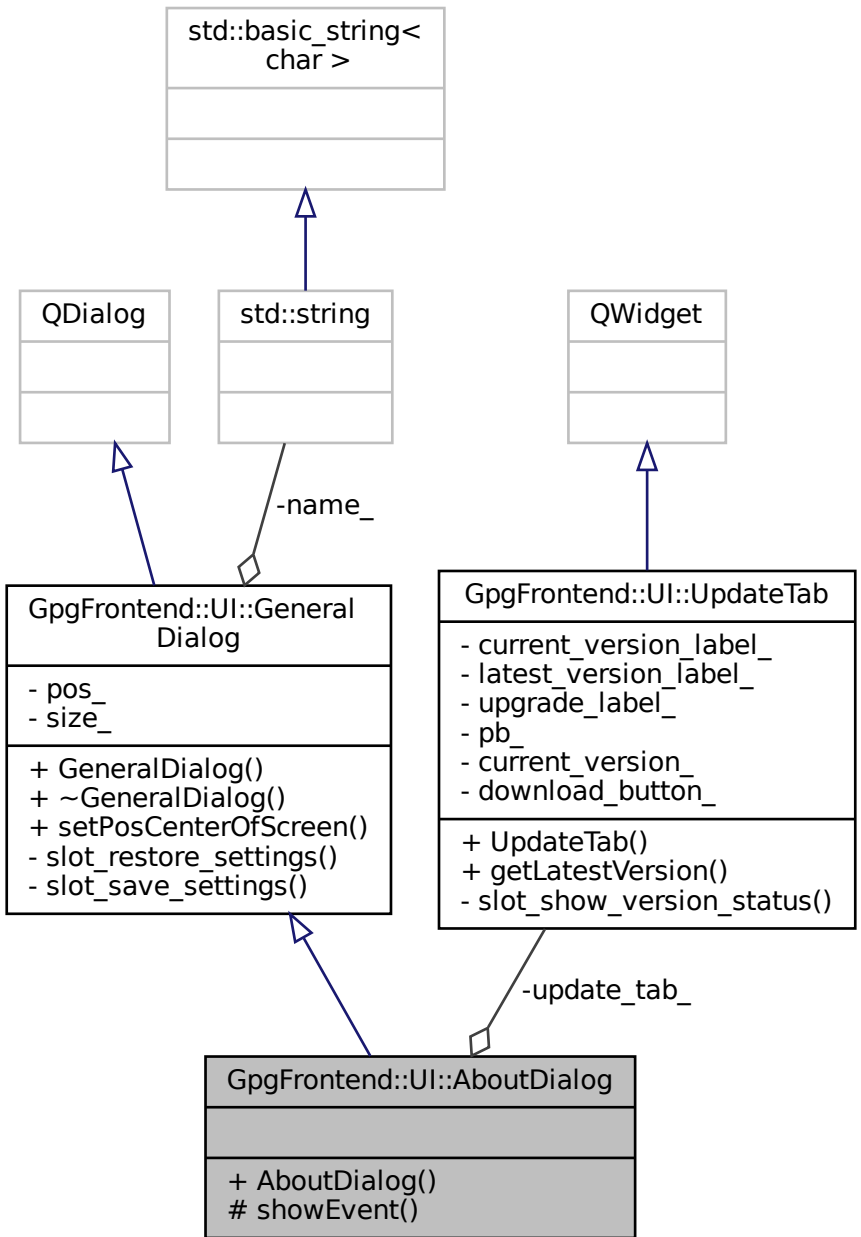 std::basic_string<
char >
QDialog
std::string
QWidget
-name_
GpgFrontend::UI::General
Dialog
- pos_
- size_
+ GeneralDialog()
+ ~GeneralDialog()
+ setPosCenterOfScreen()
- slot_restore_settings()
- slot_save_settings()
GpgFrontend::UI::UpdateTab
- current_version_label_
- latest_version_label_
- upgrade_label_
- pb_
- current_version_
- download_button_
+ UpdateTab()
+ getLatestVersion()
- slot_show_version_status()
-update_tab_
GpgFrontend::UI::AboutDialog
+ AboutDialog()
# showEvent()